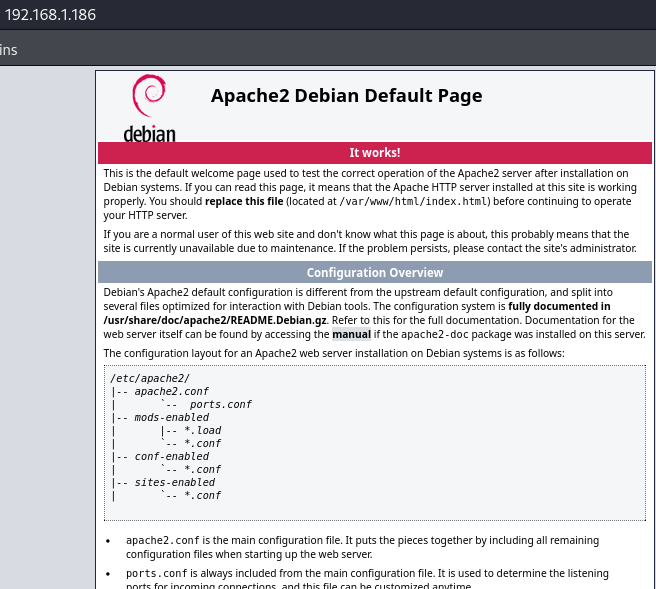 192.168.1.186
ins
Apache2 Debian Default Page
debian
It works!
This is the default welcome page used to test the correct operation of the Apache2 server after installation on
Debian systems. If you can read this page, it means that the Apache HTTP server installed at this site is working
properly. You should replace this file (located at /var/www/html/index.html) before continuing to operate
your HTTP server.
If you are a normal user of this web site and don't know what this page is about, this probably means that the
site is currently unavailable due to maintenance. If the problem persists, please contact the site's administrator.
Configuration Overview
Debian's Apache2 default configuration is different from the upstream default configuration, and split into
several files optimized for interaction with Debian tools. The configuration system is fully documented in
/usr/share/doc/apache2/README.Debian.gz. Refer to this for the full documentation. Documentation for the
web server itself can be found by accessing the manual if the apache2-doc package was installed on this server.
The configuration layout for an Apache2 web server installation on Debian systems is as follows:
/etc/apache2/
|-- apache2.conf
|       `--  ports.conf
|-- mods-enabled
|       |-- *.load
|       `-- *.conf
|-- conf-enabled
|       `-- *.conf
|-- sites-enabled
|       `-- *.conf
• apache2.conf is the main configuration file. It puts the pieces together by including all remaining
configuration files when starting up the web server.
• ports.conf is always included from the main configuration file. It is used to determine the listening
ports for incoming connections, and this file can be customized anytime.